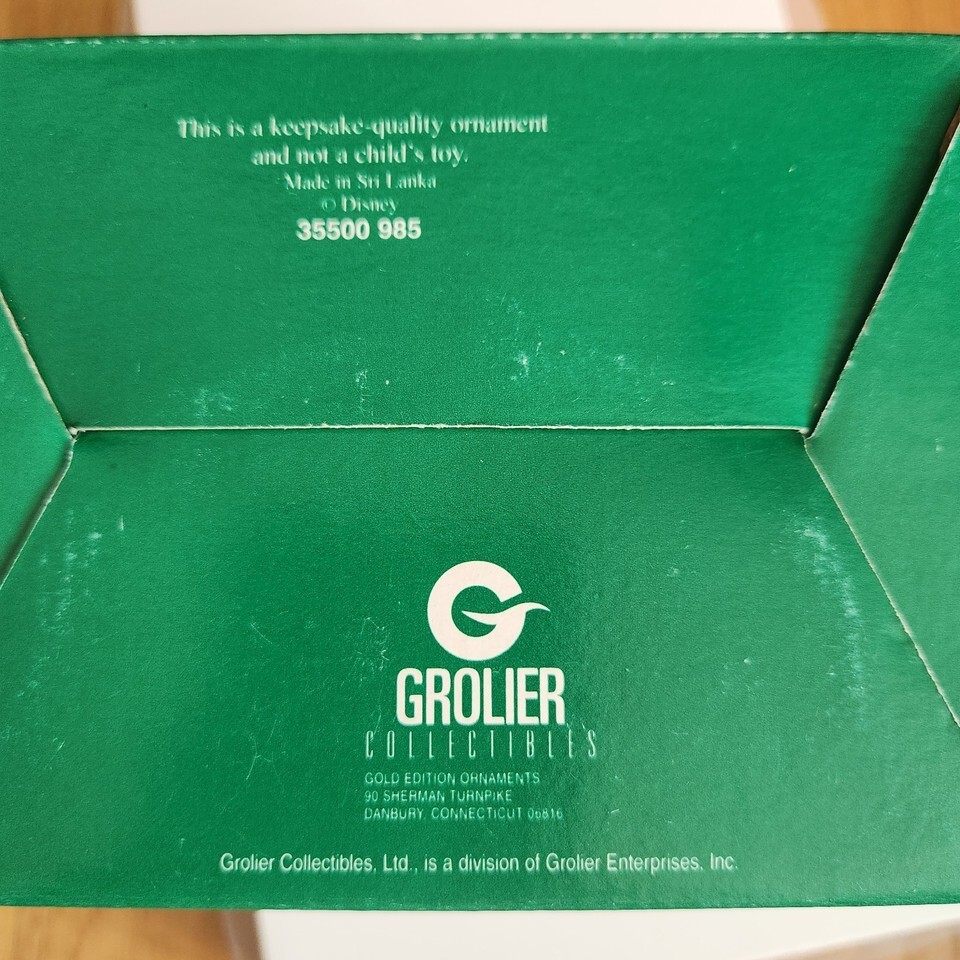 This is a keepsake-quality ornament
and not a child's toy.
Made in Sri Lanka
© Disney
35500 985
GROLIER
COLLECTIBLES
GOLD EDITION ORNAMENTS
90 SHERMAN TURNPIKE
DANBURY, CONNECTICUT 06816
Grolier Collectibles, Ltd., is a division of Grolier Enterprises, Inc.